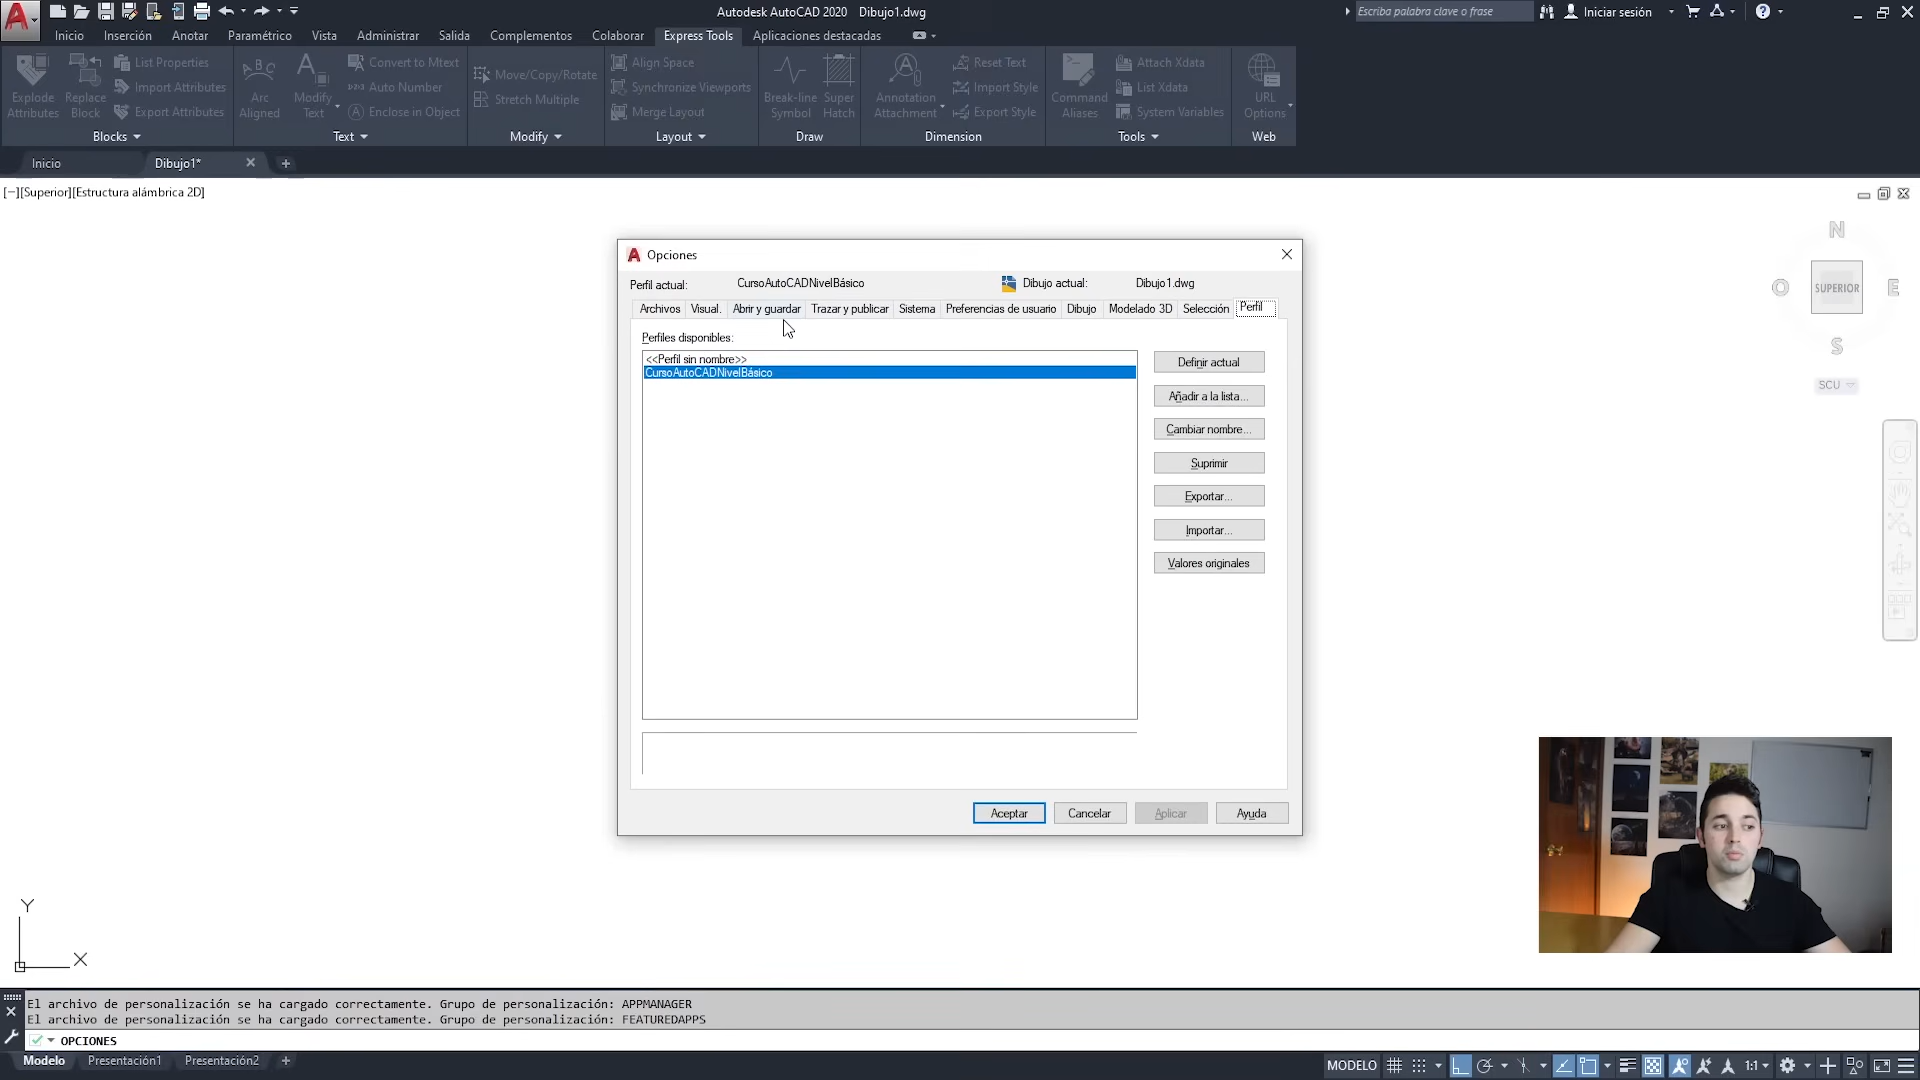 Autodesk AutoCAD 2020 Dibujo1.dwg
Escriba palabra clave o frase
Iniciar sesión
Inicio Inserción Anotar Paramétrico Vista Administrar Salida Complementos Colaborar Express Tools Aplicaciones destacadas
Explode Attributes
Replace Block
List Properties
Import Attributes
Export Attributes
Blocks
Arc Aligned
Modify Text
Convert to Mtext
Auto Number
Enclose in Object
Text
Move/Copy/Rotate
Stretch Multiple
Modify
Align Space
Synchronize Viewports
Merge Layout
Layout
Break-line Symbol
Super Hatch
Draw
Annotation Attachment
Reset Text
Import Style
Export Style
Dimension
Command Aliases
Attach Xdata
List Xdata
System Variables
Tools
URL Options
Web
Inicio
Dibujo1*
[−][Superior][Estructura alámbrica 2D]
N
O SUPERIOR E
S
SCU
Opciones
Perfil actual: CursoAutoCADNivelBásico Dibujo actual: Dibujo1.dwg
Archivos Visual. Abrir y guardar Trazar y publicar Sistema Preferencias de usuario Dibujo Modelado 3D Selección Perfil
Perfiles disponibles:
<<Perfil sin nombre>>
CursoAutoCADNivelBásico
Definir actual
Añadir a la lista...
Cambiar nombre...
Suprimir
Exportar...
Importar...
Valores originales
Aceptar Cancelar Aplicar Ayuda
Y
X
El archivo de personalización se ha cargado correctamente. Grupo de personalización: APPMANAGER
El archivo de personalización se ha cargado correctamente. Grupo de personalización: FEATUREDAPPS
OPCIONES
Modelo Presentación1 Presentación2 +
MODELO 1:1